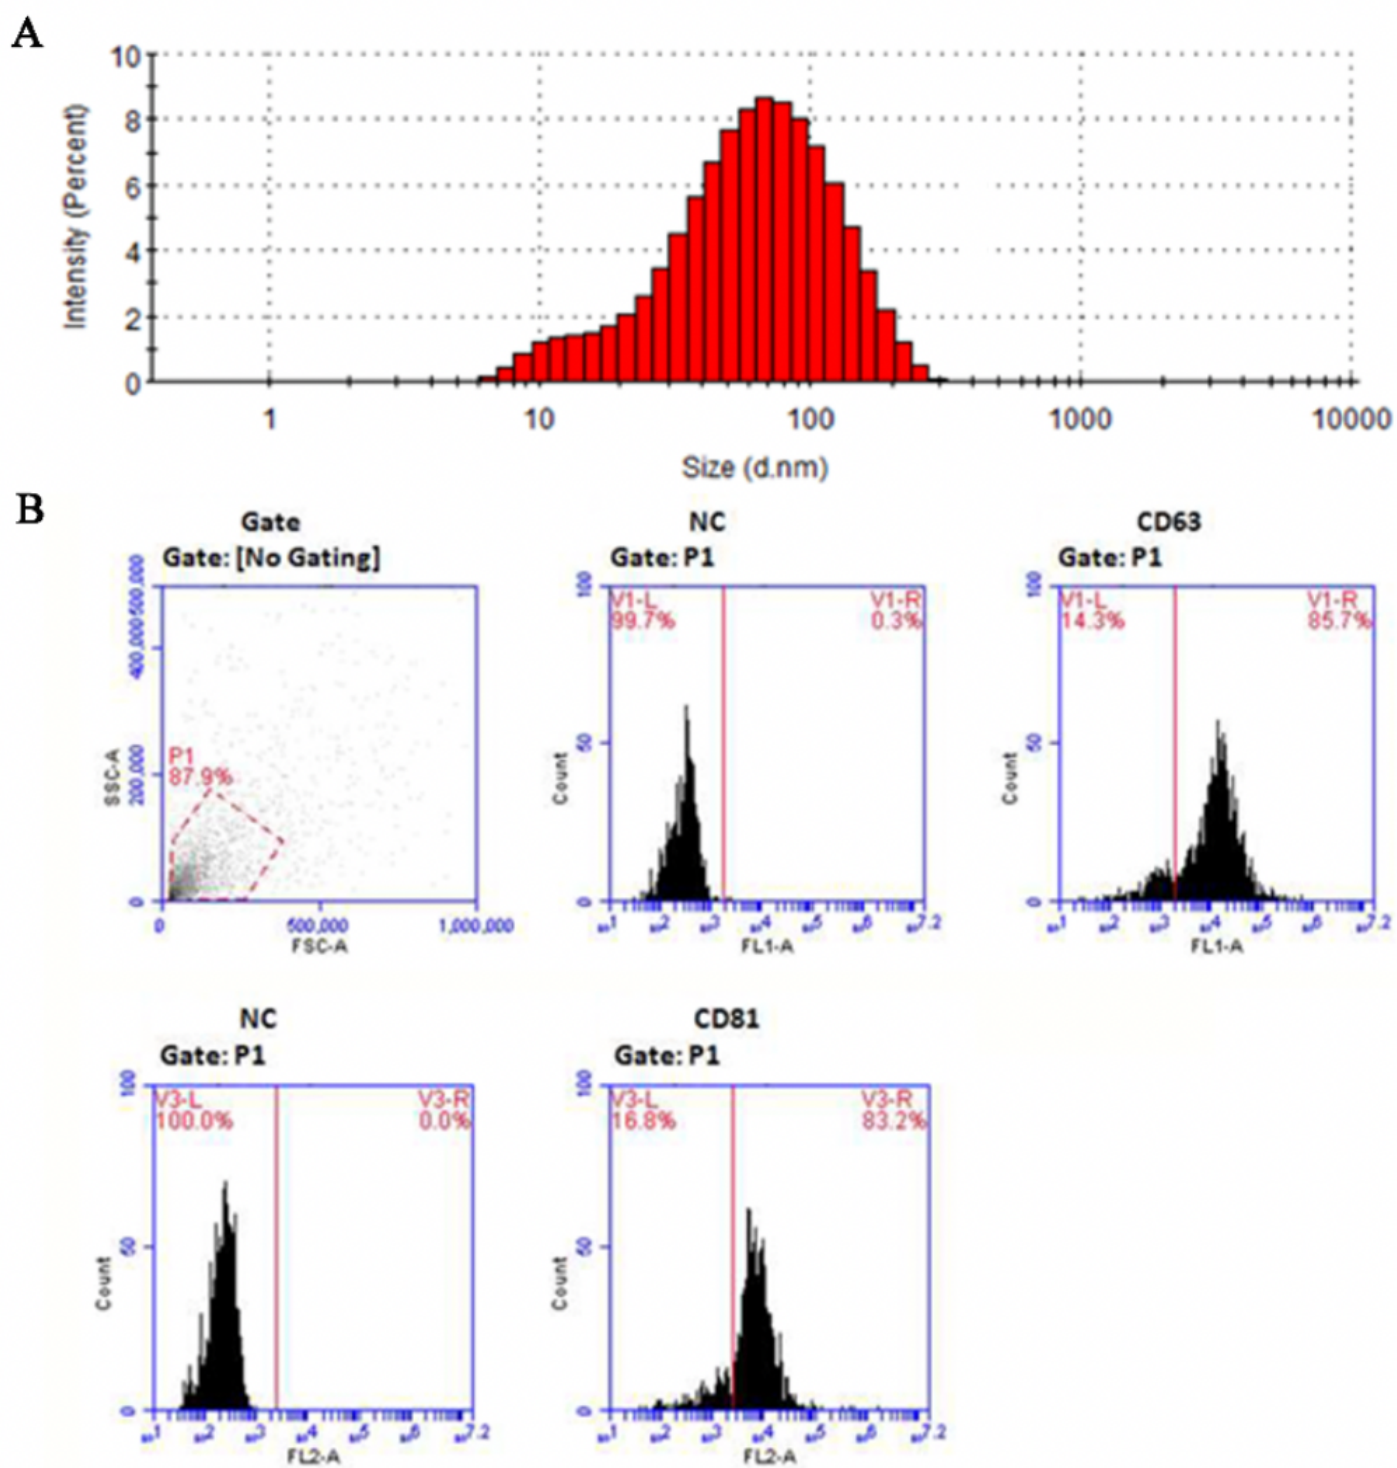 A
10
8
6
4
2
0
Intensity (Percent)
1 10 100 1000 10000
Size (d.nm)
B
Gate
Gate: [No Gating]
P1
87.9%
SSC-A
0 200,000 400,000 500,000
0 500,000 1,000,000
FSC-A
NC
Gate: P1
V1-L V1-R
99.7% 0.3%
Count
0 50 100
FL1-A
CD63
Gate: P1
V1-L V1-R
14.3% 85.7%
Count
0 50 100
FL1-A
NC
Gate: P1
V3-L V3-R
100.0% 0.0%
Count
0 50 100
FL2-A
CD81
Gate: P1
V3-L V3-R
16.8% 83.2%
Count
0 50 100
FL2-A